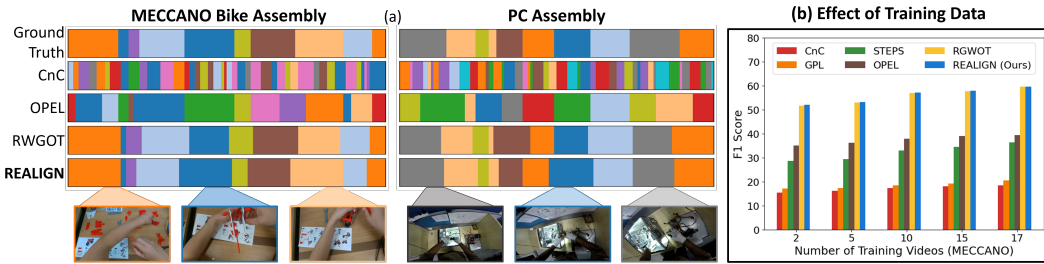 MECCANO Bike Assembly
(a)
PC Assembly
Ground
Truth
CnC
OPEL
RWGOT
REALIGN
(b) Effect of Training Data
CnC
GPL
STEPS
OPEL
RGWOT
REALIGN (Ours)
80
70
60
50
40
30
20
10
0
F1 Score
2 5 10 15 17
Number of Training Videos (MECCANO)